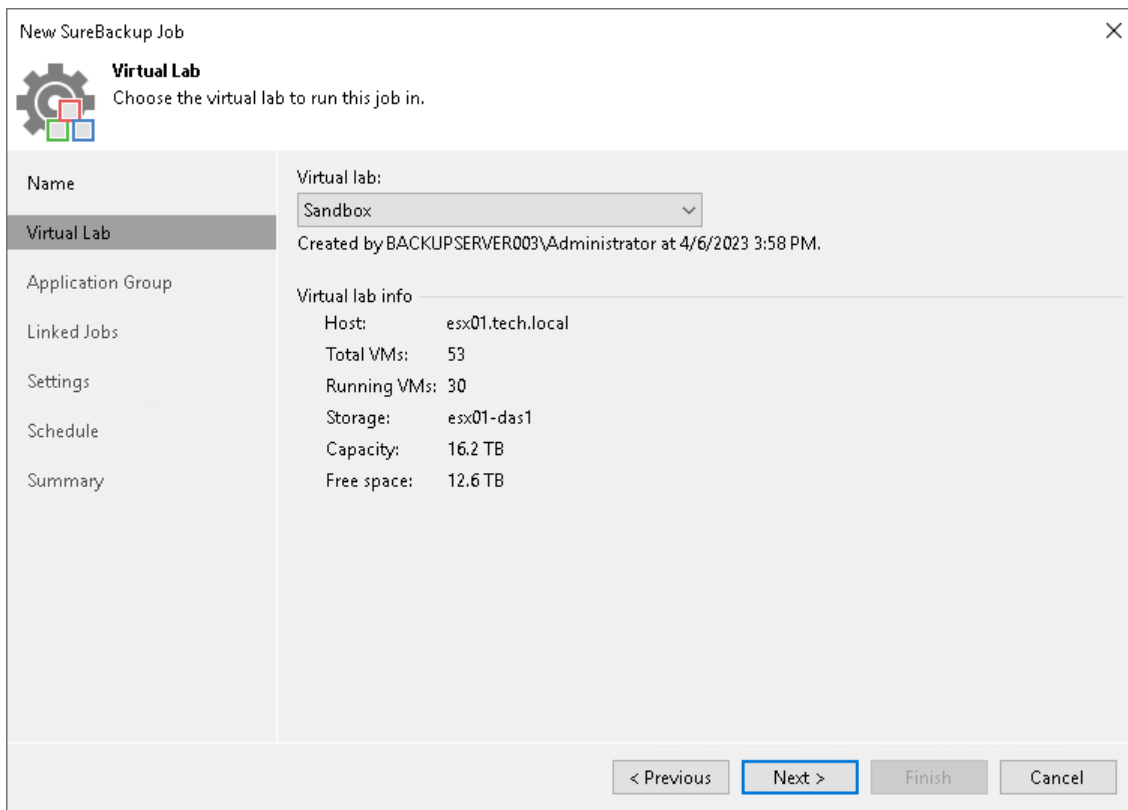 New SureBackup Job
Virtual Lab
Choose the virtual lab to run this job in.
Name
Virtual Lab
Application Group
Linked Jobs
Settings
Schedule
Summary
Virtual lab:
Sandbox
Created by BACKUPSERVER003\Administrator at 4/6/2023 3:58 PM.
Virtual lab info
Host: esx01.tech.local
Total VMs: 53
Running VMs: 30
Storage: esx01-das1
Capacity: 16.2 TB
Free space: 12.6 TB
< Previous Next > Finish Cancel